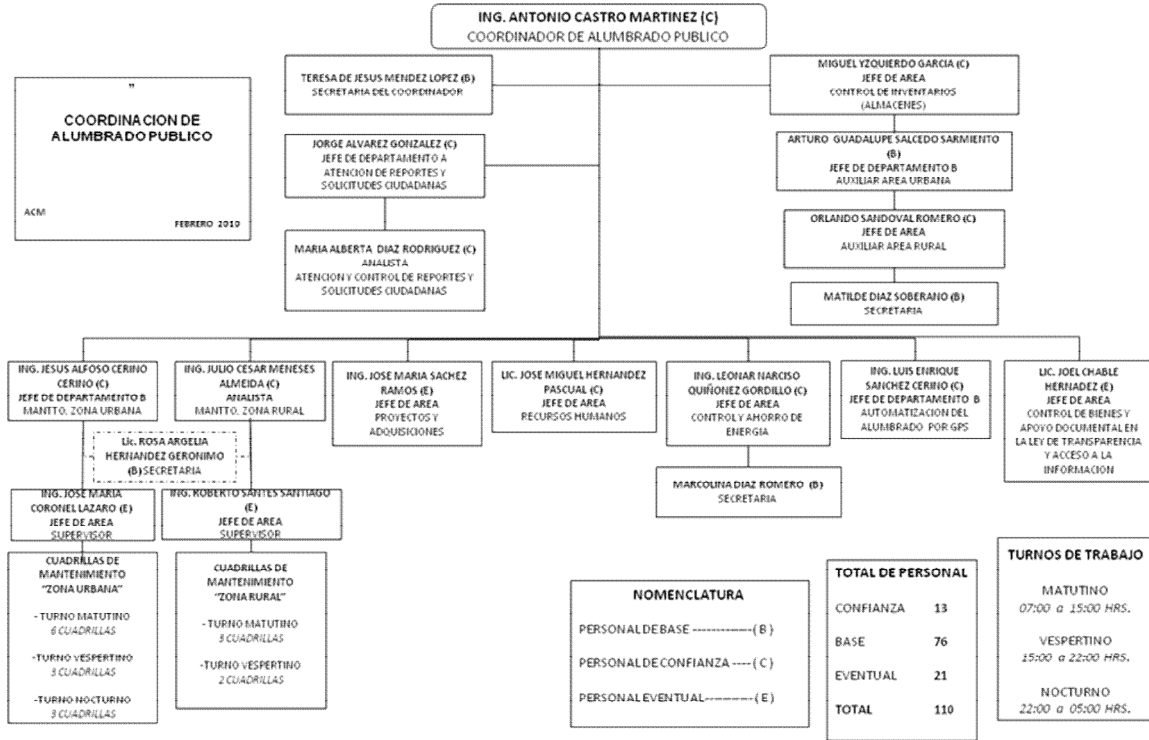 ING. ANTONIO CASTRO MARTINEZ (C)
COORDINADOR DE ALUMBRADO PUBLICO
”
COORDINACION DE
ALUMBRADO PUBLICO
ACM
FEBRERO 2010
TERESA DE JESUS MENDEZ LOPEZ (B)
SECRETARIA DEL COORDINADOR
MIGUEL YZQUIERDO GARCIA (C)
JEFE DE AREA
CONTROL DE INVENTARIOS
(ALMACENES)
JORGE ALVAREZ GONZALEZ (C)
JEFE DE DEPARTAMENTO A
ATENCION DE REPORTES Y
SOLICITUDES CIUDADANAS
ARTURO GUADALUPE SALCEDO SARMIENTO
(B)
JEFE DE DEPARTAMENTO B
AUXILIAR AREA URBANA
MARIA ALBERTA DIAZ RODRIGUEZ (C)
ANALISTA
ATENCION Y CONTROL DE REPORTES Y
SOLICITUDES CIUDADANAS
ORLANDO SANDOVAL ROMERO (C)
JEFE DE AREA
AUXILIAR AREA RURAL
MATILDE DIAZ SOBERANO (B)
SECRETARIA
ING. JESUS ALFOSO CERINO
CERINO (C)
JEFE DE DEPARTAMENTO B
MANTTO. ZONA URBANA
ING. JULIO CESAR MENESES
ALMEIDA (C)
ANALISTA
MANTTO. ZONA RURAL
ING. JOSE MARIA SACHEZ
RAMOS (E)
JEFE DE AREA
PROYECTOS Y
ADQUISICIONES
LIC. JOSE MIGUEL HERNANDEZ
PASCUAL (C)
JEFE DE AREA
RECURSOS HUMANOS
ING. LEONAR NARCISO
QUIÑONEZ GORDILLO (C)
JEFE DE AREA
CONTROL Y AHORRO DE
ENERGIA
ING. LUIS ENRIQUE
SANCHEZ CERINO (C)
JEFE DE DEPARTAMENTO B
AUTOMATIZACION DEL
ALUMBRADO POR GPS
LIC. JOEL CHABLE
HERNADEZ (E)
JEFE DE AREA
CONTROL DE BIENES Y
APOYO DOCUMENTAL EN
LA LEY DE TRANSPARENCIA
Y ACCESO A LA
INFORMACION
Lic. ROSA ARGELIA
HERNANDEZ GERONIMO
(B) SECRETARIA
MARCOLINA DIAZ ROMERO (B)
SECRETARIA
ING. JOSE MARIA
CORONEL LAZARO (E)
JEFE DE AREA
SUPERVISOR
ING. ROBERTO SANTES SANTIAGO
(E)
JEFE DE AREA
SUPERVISOR
CUADRILLAS DE
MANTENIMIENTO
"ZONA URBANA"
- TURNO MATUTINO
6 CUADRILLAS
-TURNO VESPERTINO
3 CUADRILLAS
- TURNO NOCTURNO
3 CUADRILLAS
CUADRILLAS DE
MANTENIMIENTO
"ZONA RURAL"
- TURNO MATUTINO
3 CUADRILLAS
-TURNO VESPERTINO
2 CUADRILLAS
NOMENCLATURA
PERSONAL DE BASE -------------( B )
PERSONAL DE CONFIANZA ----( C )
PERSONAL EVENTUAL----------( E )
TOTAL DE PERSONAL
CONFIANZA 13
BASE 76
EVENTUAL 21
TOTAL 110
TURNOS DE TRABAJO
MATUTINO
07:00 a 15:00 HRS.
VESPERTINO
15:00 a 22:00 HRS.
NOCTURNO
22:00 a 05:00 HRS.